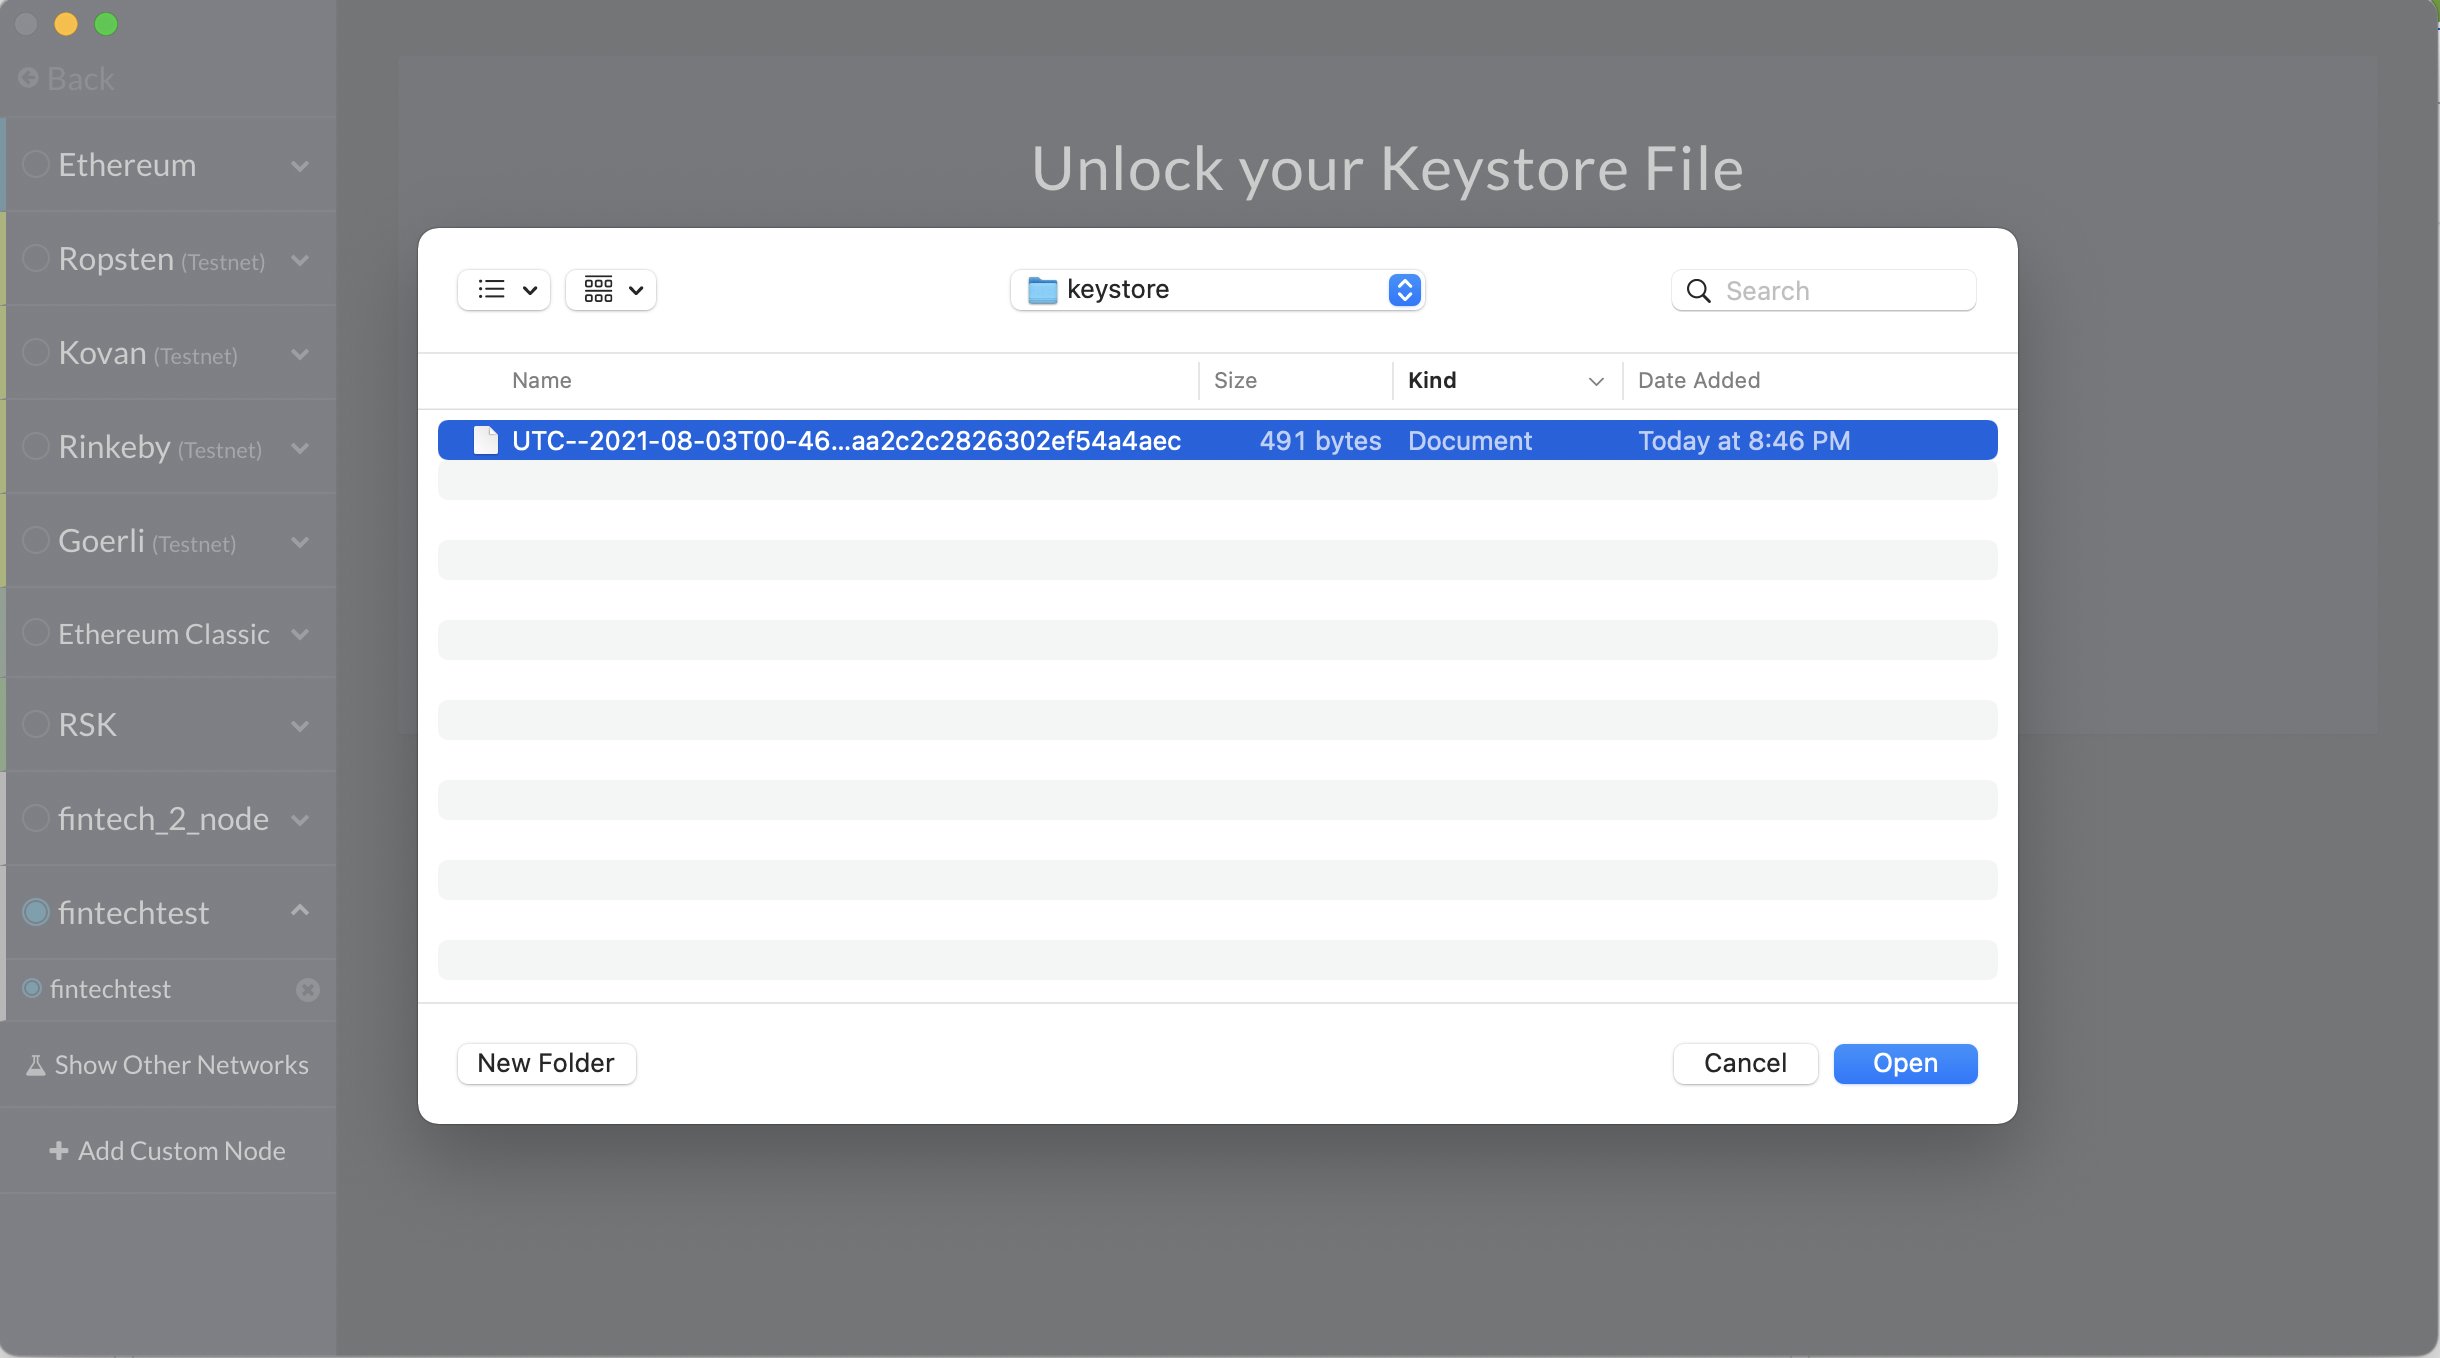 Back
Ethereum
Ropsten (Testnet)
Kovan (Testnet)
Rinkeby (Testnet)
Goerli (Testnet)
Ethereum Classic
RSK
fintech_2_node
fintechtest
fintechtest
Show Other Networks
Add Custom Node
Unlock your Keystore File
keystore
Search
Name Size Kind Date Added
UTC--2021-08-03T00-46...aa2c2c2826302ef54a4aec 491 bytes Document Today at 8:46 PM
New Folder Cancel Open